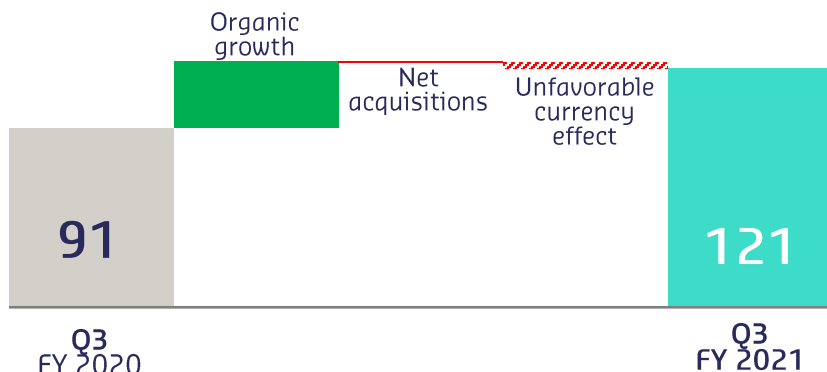 Organic
growth
Net
acquisitions
Unfavorable
currency
effect
91
121
Q3
FY 2020
Q3
FY 2021